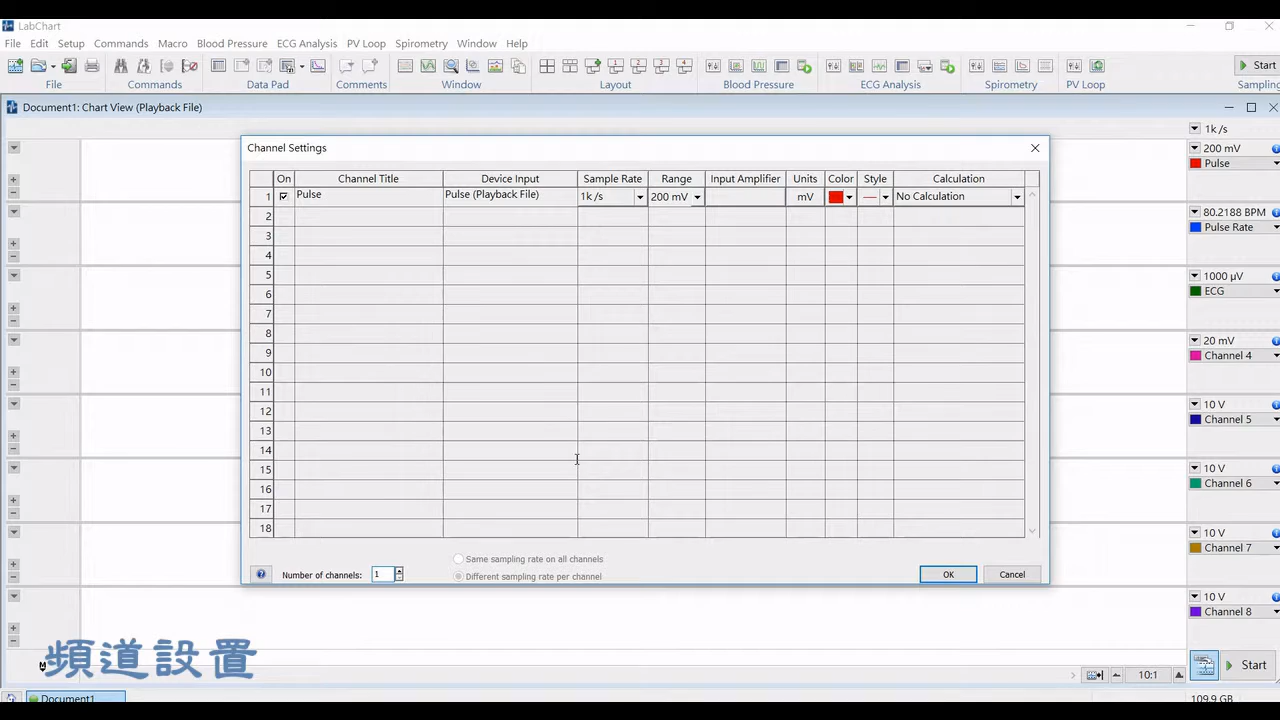 LabChart
File Edit Setup Commands Macro Blood Pressure ECG Analysis PV Loop Spirometry Window Help
Start
File Commands Data Pad Comments Window Layout Blood Pressure ECG Analysis Spirometry PV Loop Sampling
Document1: Chart View (Playback File)
1k /s
Channel Settings
200 mV
Pulse
On Channel Title Device Input Sample Rate Range Input Amplifier Units Color Style Calculation
1 Pulse Pulse (Playback File) 1k /s 200 mV mV No Calculation
2
3
4
5
6
7
8
9
10
11
12
13
14
15
16
17
18
80.2188 BPM
Pulse Rate
1000 µV
ECG
20 mV
Channel 4
10 V
Channel 5
10 V
Channel 6
10 V
Channel 7
10 V
Channel 8
Same sampling rate on all channels
Number of channels: 1
Different sampling rate per channel
OK Cancel
頻道設置
M
10:1
Start
Document1
109.9 GB